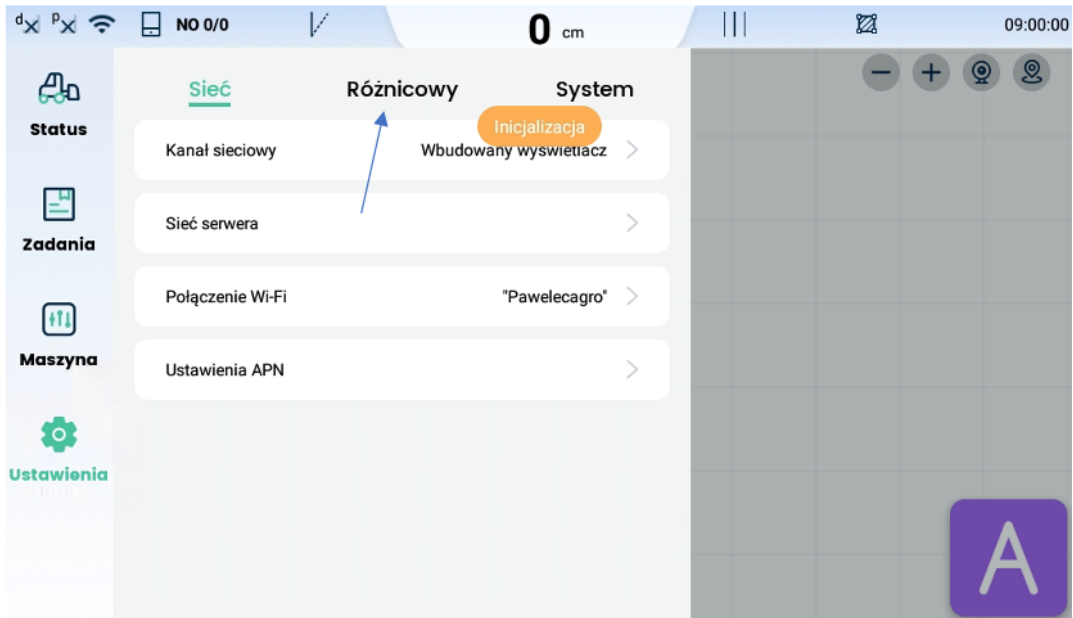 d P NO 0/0 0 cm 09:00:00
Sieć Różnicowy System
Inicjalizacja
Status
Kanał sieciowy Wbudowany wyświetlacz
Sieć serwera
Zadania
Połączenie Wi-Fi "Pawelecagro"
Maszyna
Ustawienia APN
Ustawienia
A